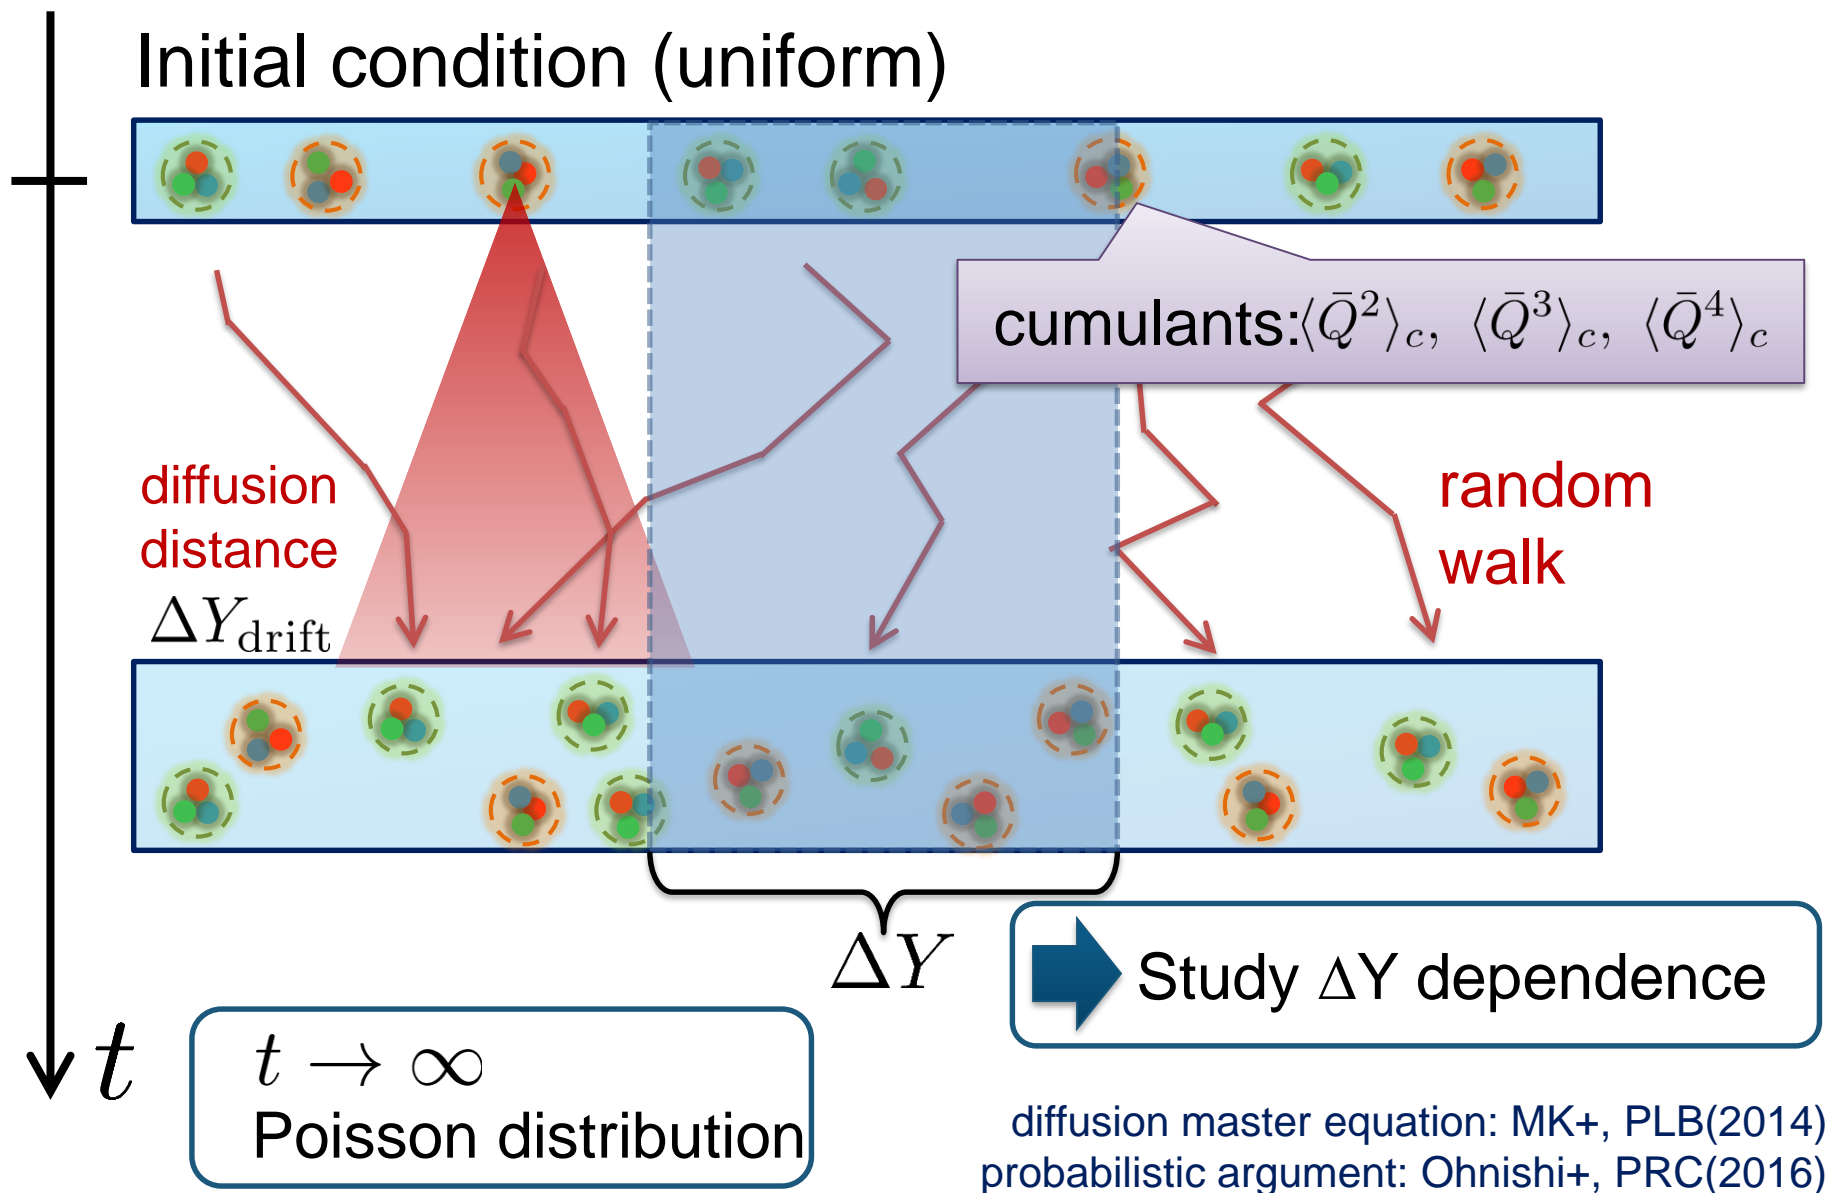 Initial condition (uniform)
cumulants:⟨Q̄²⟩c, ⟨Q̄³⟩c, ⟨Q̄⁴⟩c
diffusion
distance
ΔY_drift
random
walk
ΔY
Study ΔY dependence
t
t → ∞
Poisson distribution
diffusion master equation: MK+, PLB(2014)
probabilistic argument: Ohnishi+, PRC(2016)